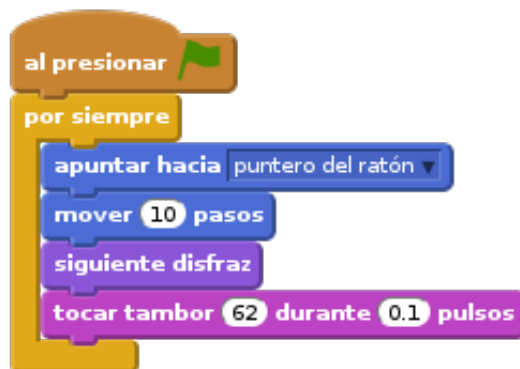 al presionar
por siempre
apuntar hacia puntero del ratón
mover 10 pasos
siguiente disfraz
tocar tambor 62 durante 0.1 pulsos